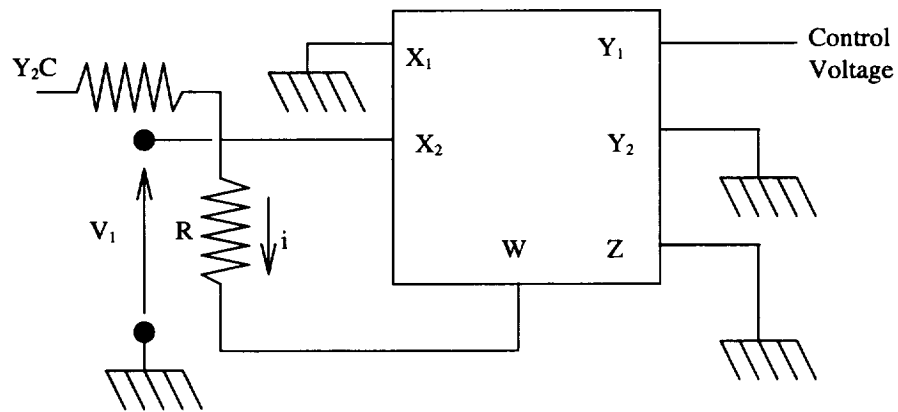 X₁
Y₁
Control
Voltage
Y₂C
X₂
Y₂
V₁
R
i
W
Z